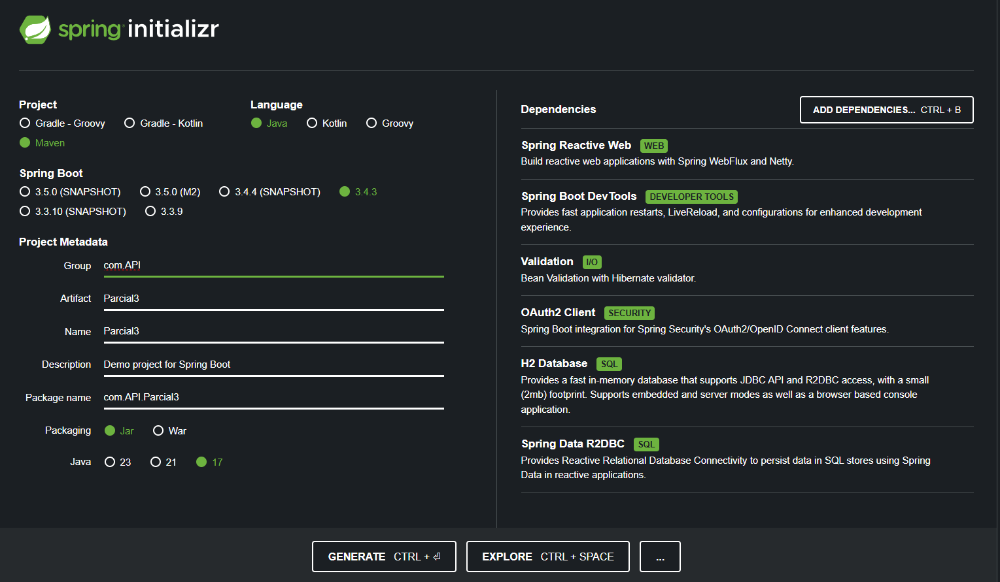 spring initializr
Project
Gradle - Groovy Gradle - Kotlin
Maven
Language
Java Kotlin Groovy
Spring Boot
3.5.0 (SNAPSHOT) 3.5.0 (M2) 3.4.4 (SNAPSHOT) 3.4.3
3.3.10 (SNAPSHOT) 3.3.9
Project Metadata
Group com.API
Artifact Parcial3
Name Parcial3
Description Demo project for Spring Boot
Package name com.API.Parcial3
Packaging Jar War
Java 23 21 17
Dependencies ADD DEPENDENCIES... CTRL + B
Spring Reactive Web WEB
Build reactive web applications with Spring WebFlux and Netty.
Spring Boot DevTools DEVELOPER TOOLS
Provides fast application restarts, LiveReload, and configurations for enhanced development
experience.
Validation I/O
Bean Validation with Hibernate validator.
OAuth2 Client SECURITY
Spring Boot integration for Spring Security's OAuth2/OpenID Connect client features.
H2 Database SQL
Provides a fast in-memory database that supports JDBC API and R2DBC access, with a small
(2mb) footprint. Supports embedded and server modes as well as a browser based console
application.
Spring Data R2DBC SQL
Provides Reactive Relational Database Connectivity to persist data in SQL stores using Spring
Data in reactive applications.
GENERATE CTRL + ⏎ EXPLORE CTRL + SPACE ...